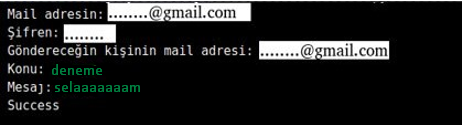 Mail adresin: ........@gmail.com
Şifren: ........
Göndereceğin kişinin mail adresi: ........@gmail.com
Konu: deneme
Mesaj: selaaaaaaam
Success